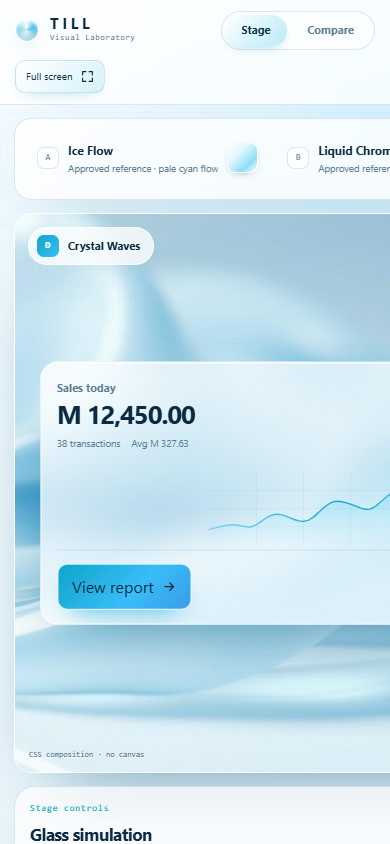 TILL
Visual Laboratory
Stage
Compare
Full screen
A
Ice Flow
Approved reference · pale cyan flow
B
Liquid Chrom
Approved referen
D
Crystal Waves
Sales today
M 12,450.00
38 transactions
Avg M 327.63
View report →
CSS composition · no canvas
Stage controls
Glass simulation